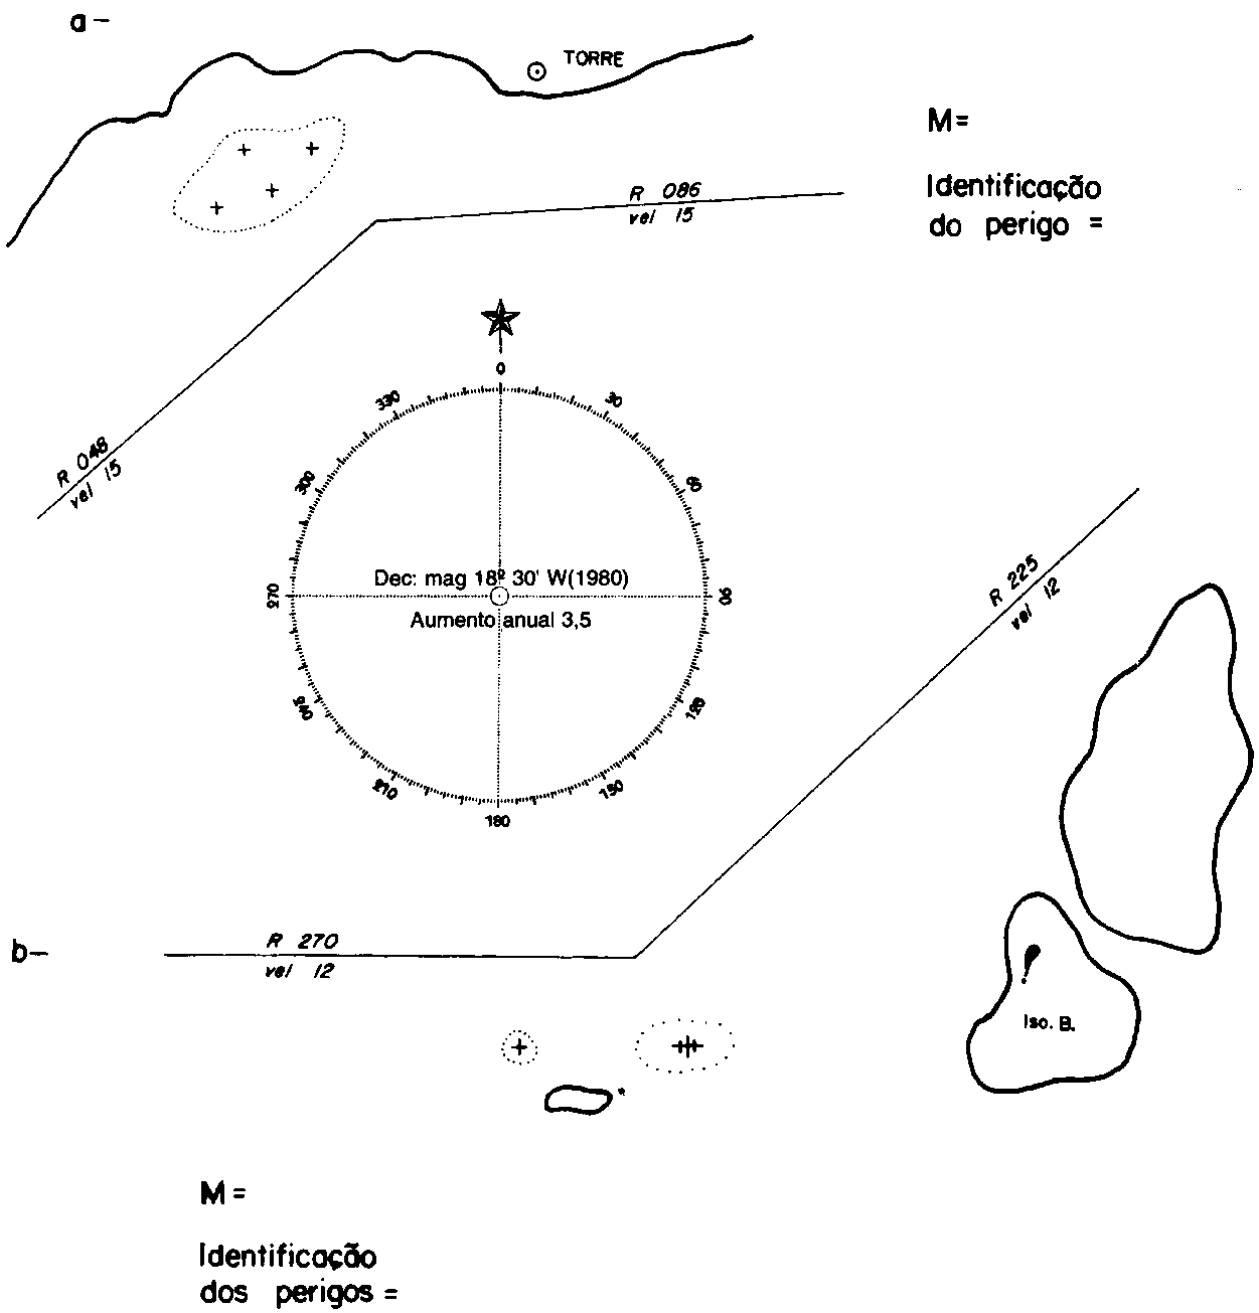 a –
TORRE
M=
Identificação
do perigo =
R 086
vel 15
R 048
vel 15
0
30
60
90
120
150
180
210
240
270
300
330
Dec: mag 18º 30' W(1980)
Aumento anual 3,5
R 225
vel 12
b–
R 270
vel 12
Iso. B.
M =
Identificação
dos perigos =